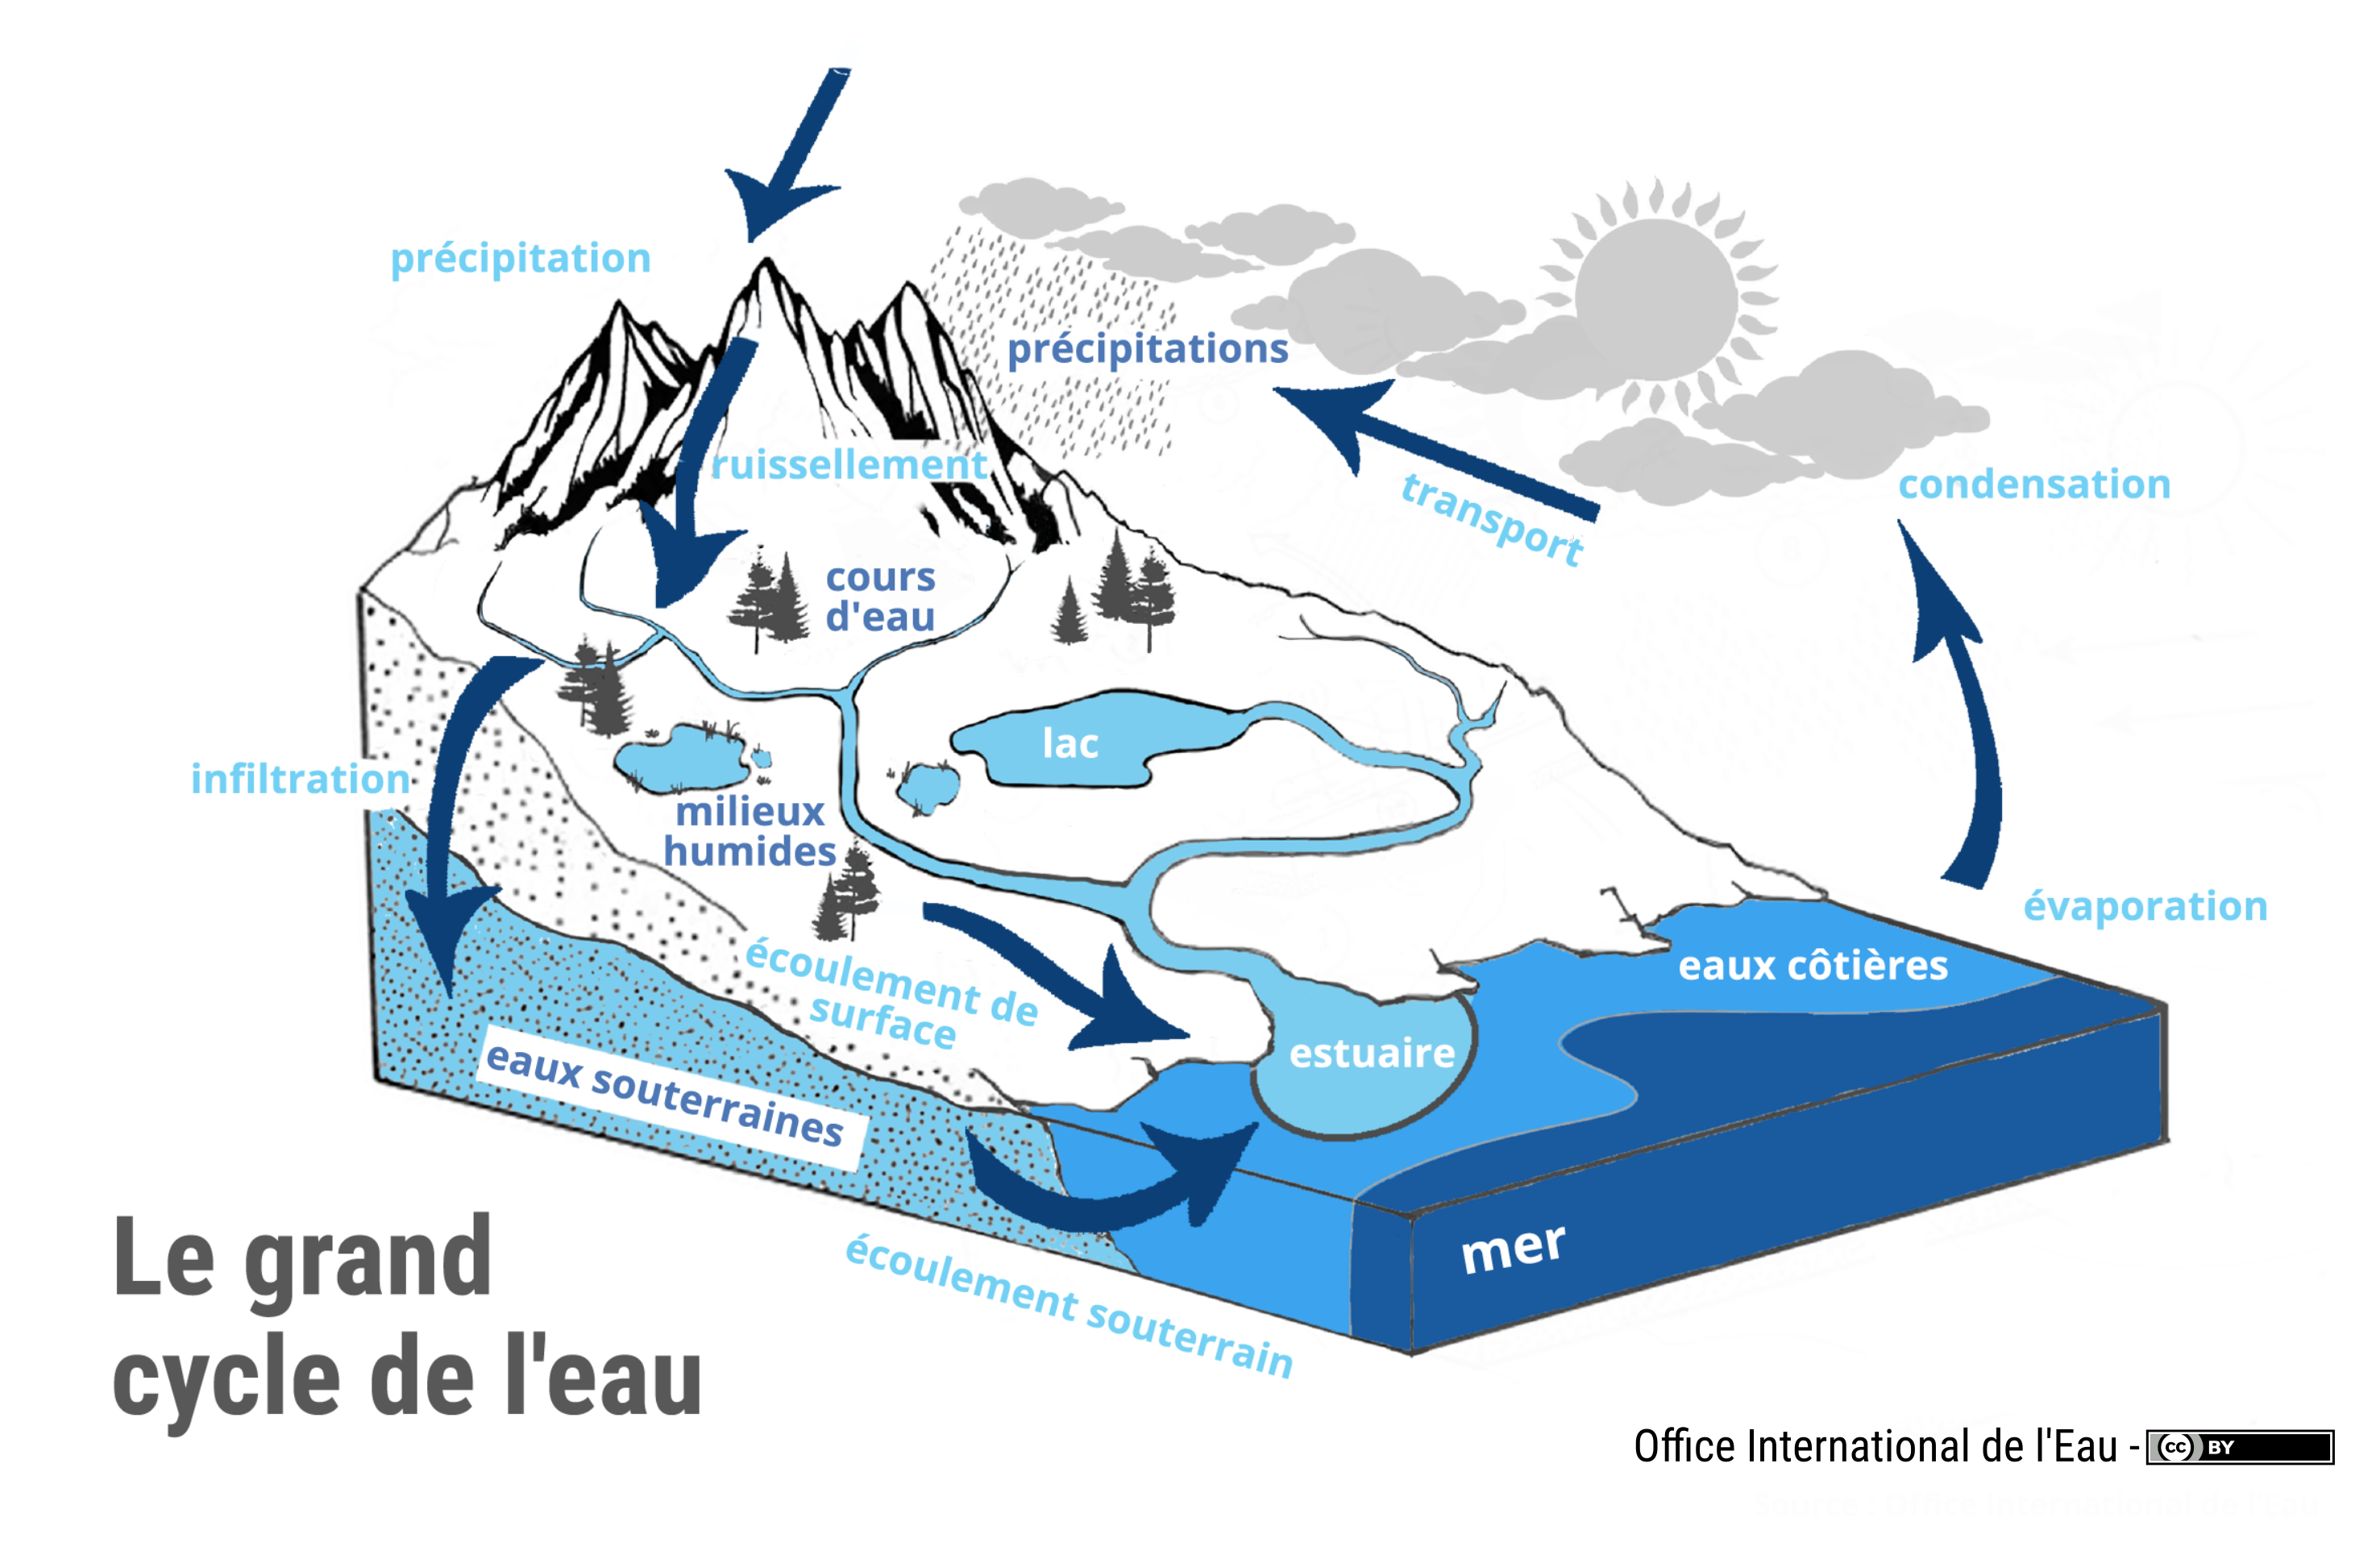 précipitation
précipitations
ruissellement
condensation
transport
cours
d'eau
lac
infiltration
milieux
humides
évaporation
écoulement de
surface
eaux côtières
estuaire
eaux souterraines
mer
écoulement souterrain
Le grand
cycle de l'eau
Office International de l'Eau - cc BY